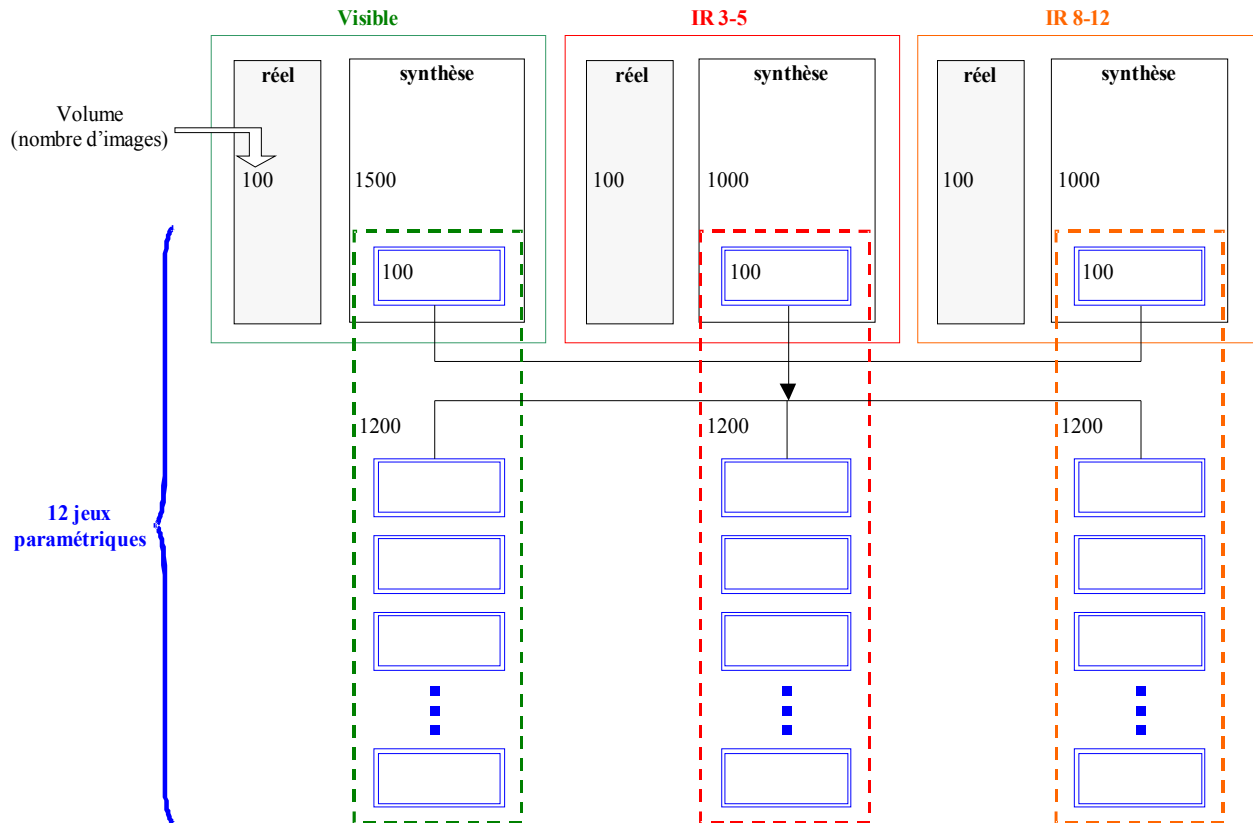 Visible IR 3-5 IR 8-12
réel synthèse réel synthèse réel synthèse
Volume
(nombre d'images)
100 1500 100 1000 100 1000
100 100 100
1200 1200 1200
12 jeux
paramétriques